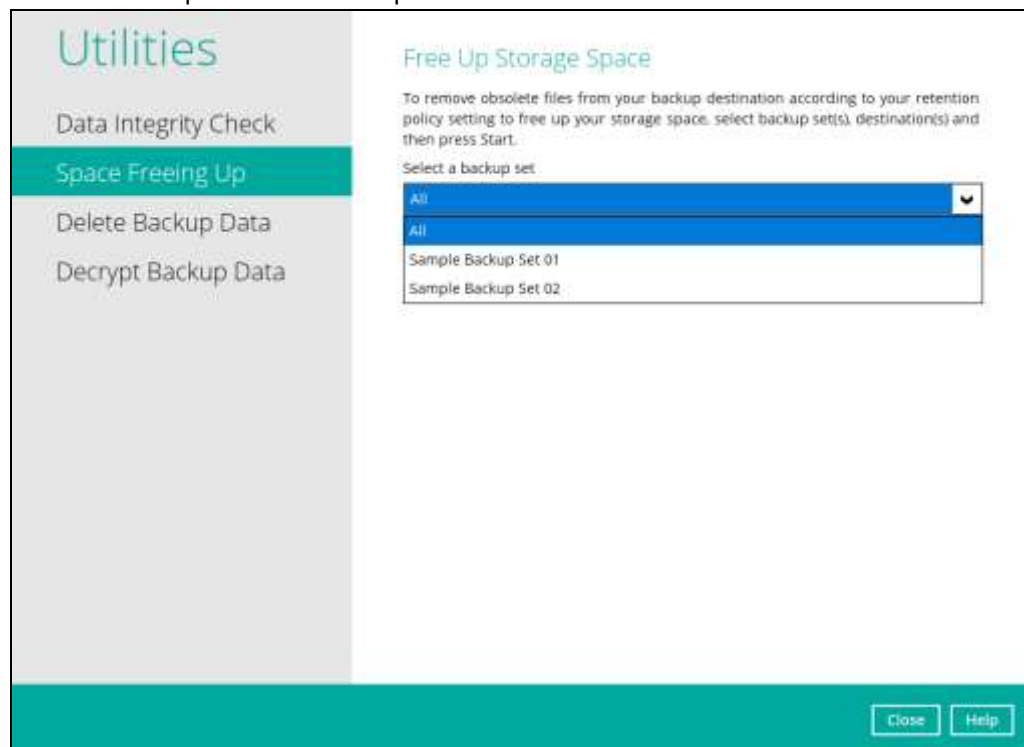 Utilities
Data Integrity Check
Space Freeing Up
Delete Backup Data
Decrypt Backup Data
Free Up Storage Space
To remove obsolete files from your backup destination according to your retention
policy setting to free up your storage space, select backup set(s), destination(s) and
then press Start.
Select a backup set
All
All
Sample Backup Set 01
Sample Backup Set 02
Close
Help